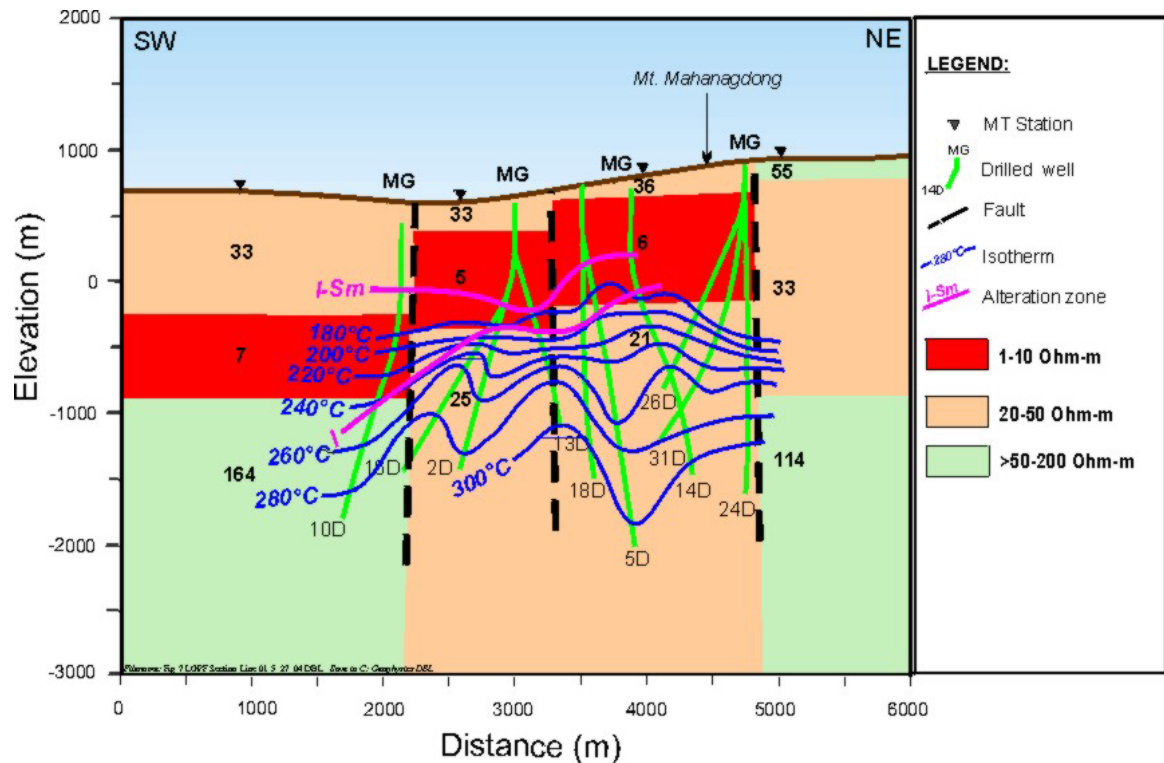 2000
1000
0
-1000
-2000
-3000
Elevation (m)
SW
NE
Mt. Mahanagdong
MG
MG
MG
MG
33
33
36
55
5
6
33
7
21
25
164
114
I-Sm
I
180°C
200°C
220°C
240°C
260°C
280°C
300°C
10D
2D
13D
18D
5D
26D
31D
14D
24D
0
1000
2000
3000
4000
5000
6000
Distance (m)
LEGEND:
MT Station
MG
14D
Drilled well
Fault
280°C
Isotherm
I-Sm
Alteration zone
1-10 Ohm-m
20-50 Ohm-m
>50-200 Ohm-m